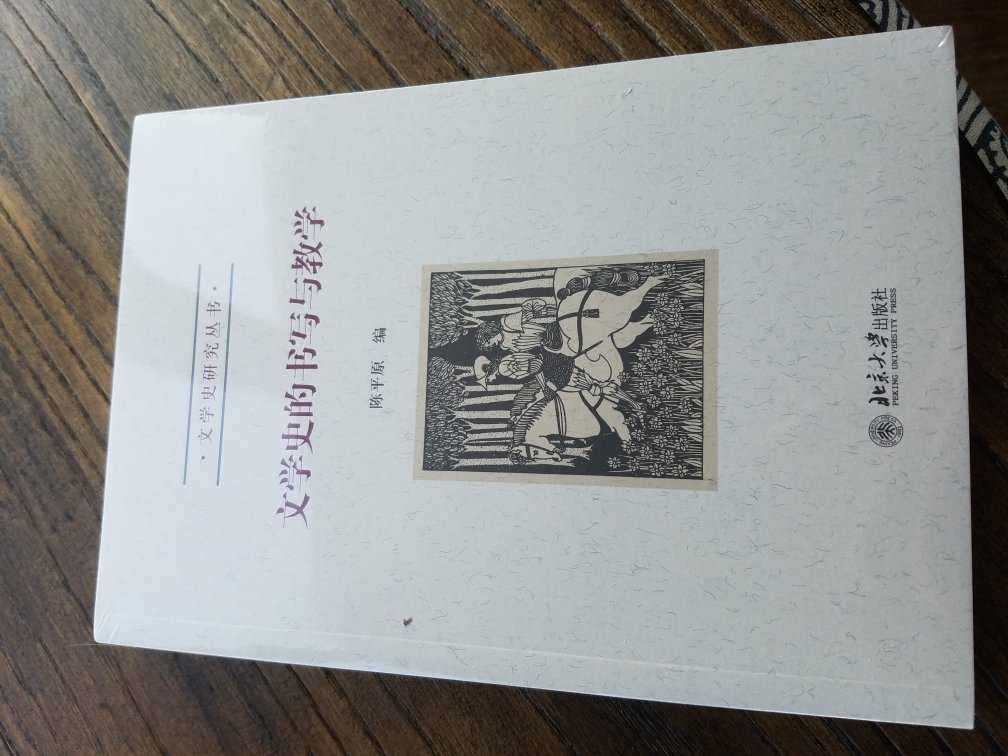 ·文学史研究丛书·
文学史的书写与教学
陈平原 编
北京大学出版社
PEKING UNIVERSITY PRESS